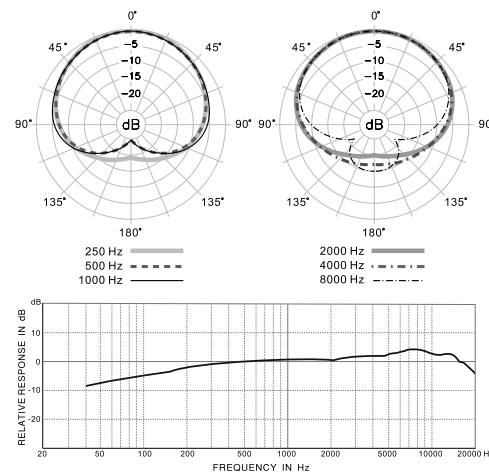 0°
45° 45°
90° 90°
135° 135°
180°
-5
-10
-15
-20
dB
0°
45° 45°
90° 90°
135° 135°
180°
-5
-10
-15
-20
dB
250 Hz
500 Hz
1000 Hz
2000 Hz
4000 Hz
8000 Hz
dB
10
0
-10
-20
RELATIVE RESPONSE IN dB
20 50 100 200 500 1000 2000 5000 10000 20000 H
FREQUENCY IN Hz